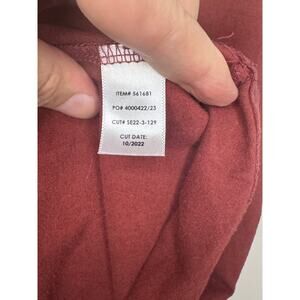 ITEM# 561681
PO# 4000422/23
CUT# SE22-3-129
CUT DATE:
10/2022